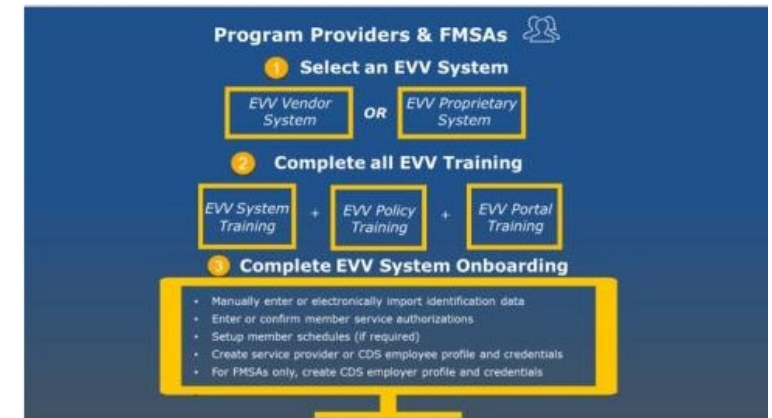 Program Providers & FMSAs
1 Select an EVV System
EVV Vendor
System
OR
EVV Proprietary
System
2 Complete all EVV Training
EVV System
Training
+
EVV Policy
Training
+
EVV Portal
Training
3 Complete EVV System Onboarding
• Manually enter or electronically import identification data
• Enter or confirm member service authorizations
• Setup member schedules (if required)
• Create service provider or CDS employee profile and credentials
• For FMSAs only, create CDS employer profile and credentials